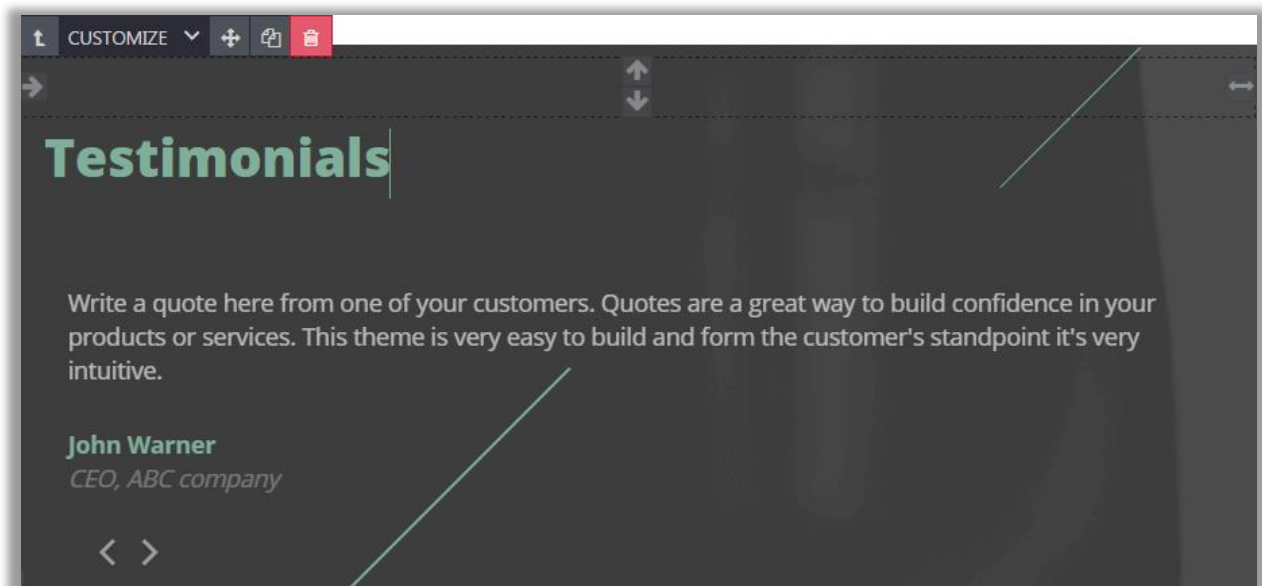 CUSTOMIZE
Testimonials
Write a quote here from one of your customers. Quotes are a great way to build confidence in your
products or services. This theme is very easy to build and form the customer's standpoint it's very
intuitive.
John Warner
CEO, ABC company